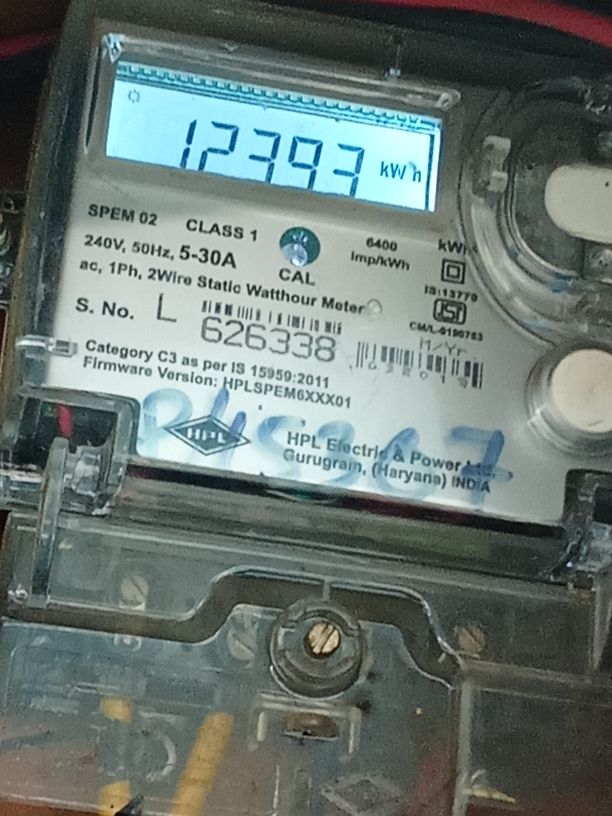 12393 kWh
SPEM 02 CLASS 1
240V, 50Hz, 5-30A
6400 imp/kWh
CAL
ac, 1Ph, 2Wire Static Watthour Meter
IS:13779
ISI
S. No. L 626338
M/Yr.
Category C3 as per IS 15959:2011
Firmware Version: HPLSPEM6XXX01
HPL
HPL Electric & Power
Gurugram, (Haryana) INDIA